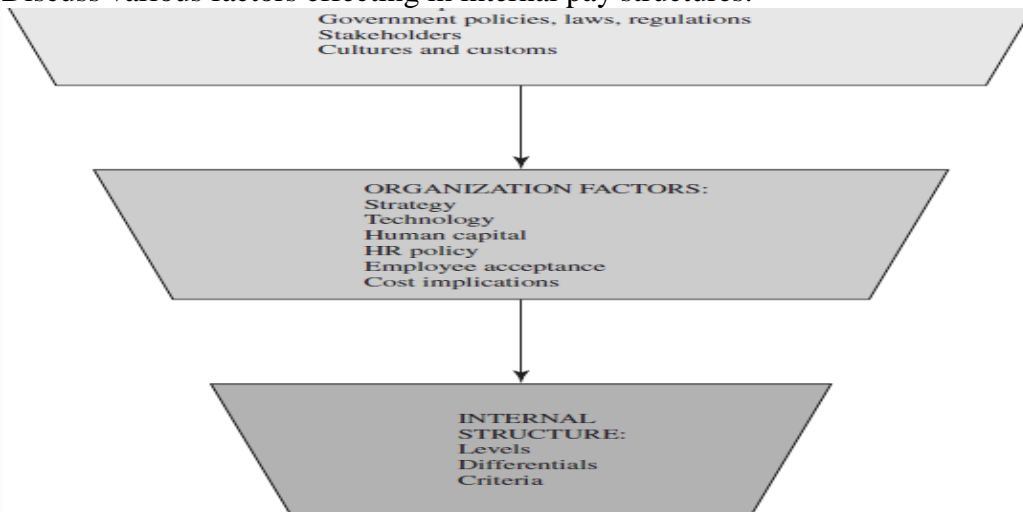 Discuss various factors effecting in internal pay structures.
Government policies, laws, regulations
Stakeholders
Cultures and customs
ORGANIZATION FACTORS:
Strategy
Technology
Human capital
HR policy
Employee acceptance
Cost implications
INTERNAL
STRUCTURE:
Levels
Differentials
Criteria